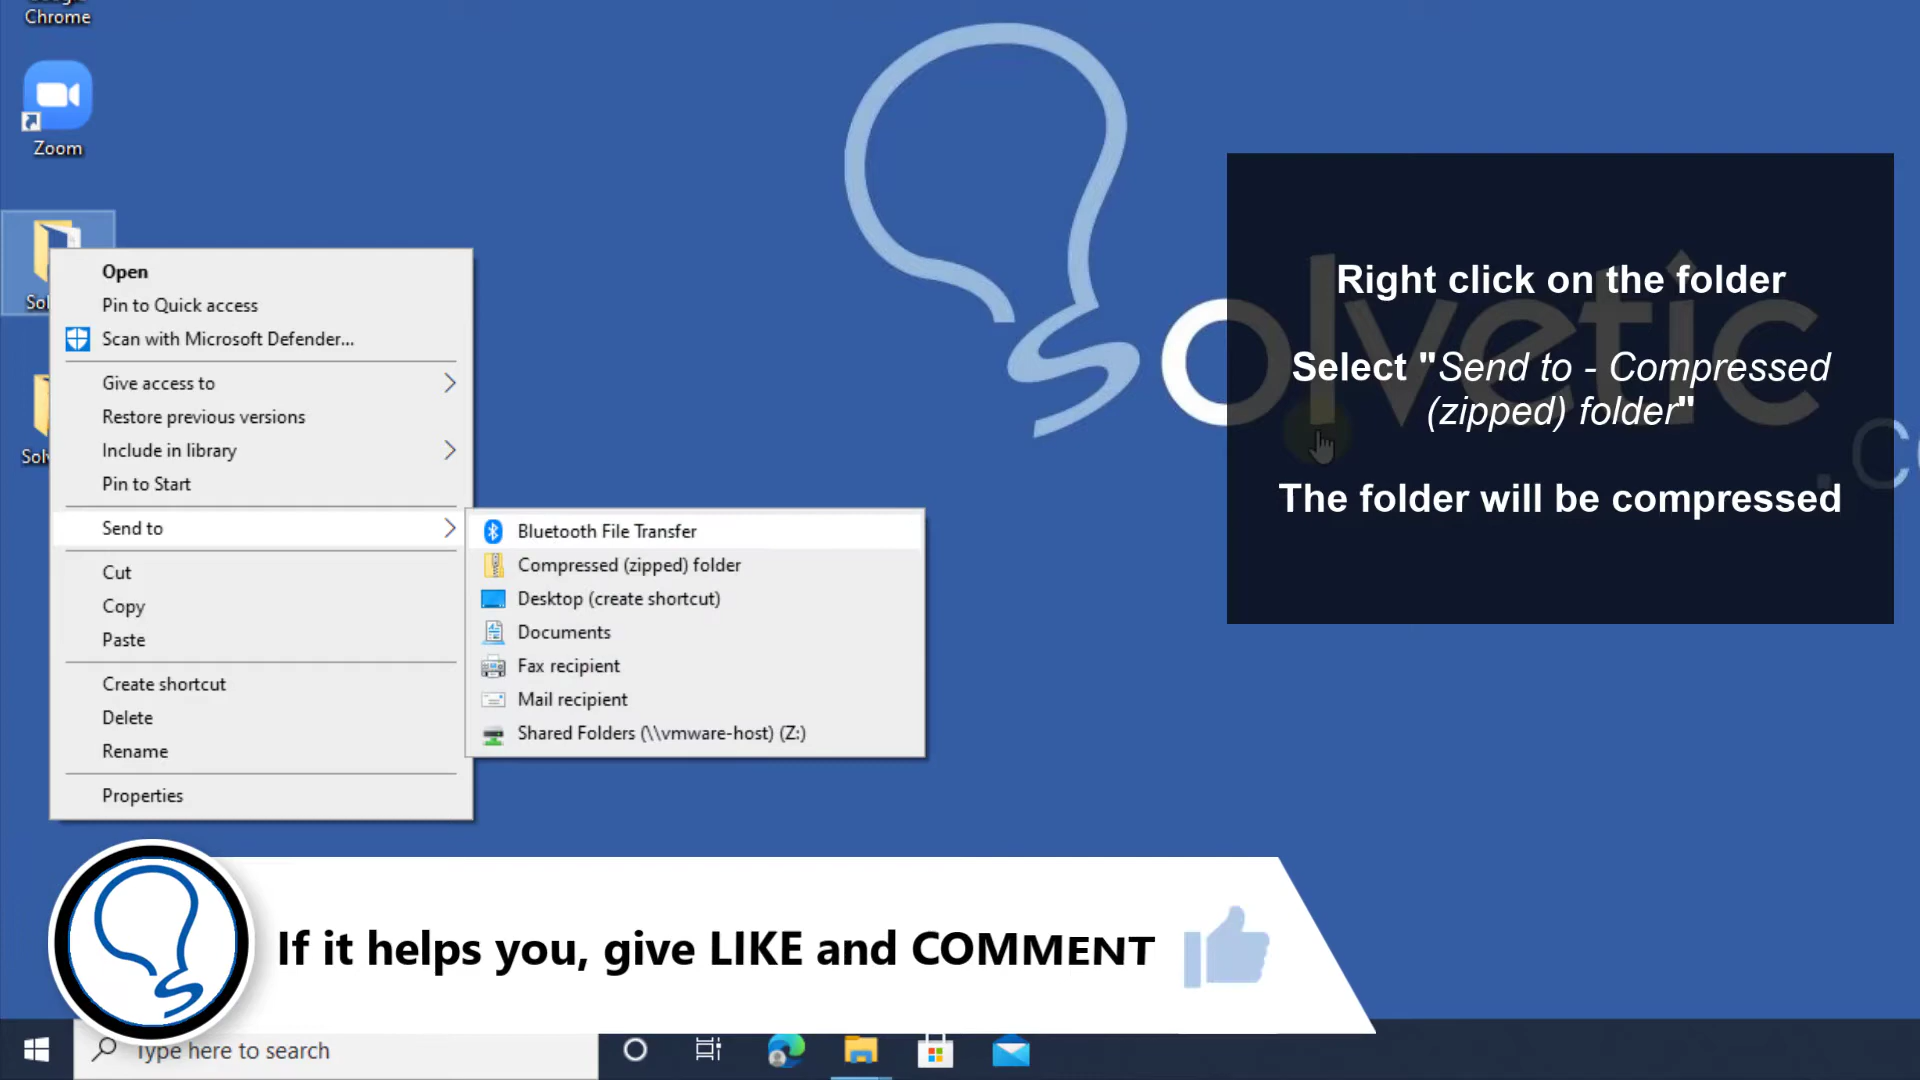 Chrome
Zoom
Sol
Sol
Open
Pin to Quick access
Scan with Microsoft Defender...
Give access to
Restore previous versions
Include in library
Pin to Start
Send to
Cut
Copy
Paste
Create shortcut
Delete
Rename
Properties
Bluetooth File Transfer
Compressed (zipped) folder
Desktop (create shortcut)
Documents
Fax recipient
Mail recipient
Shared Folders (\\vmware-host) (Z:)
solvetic
.c
Right click on the folder
Select "Send to - Compressed
(zipped) folder"
The folder will be compressed
If it helps you, give LIKE and COMMENT
Type here to search